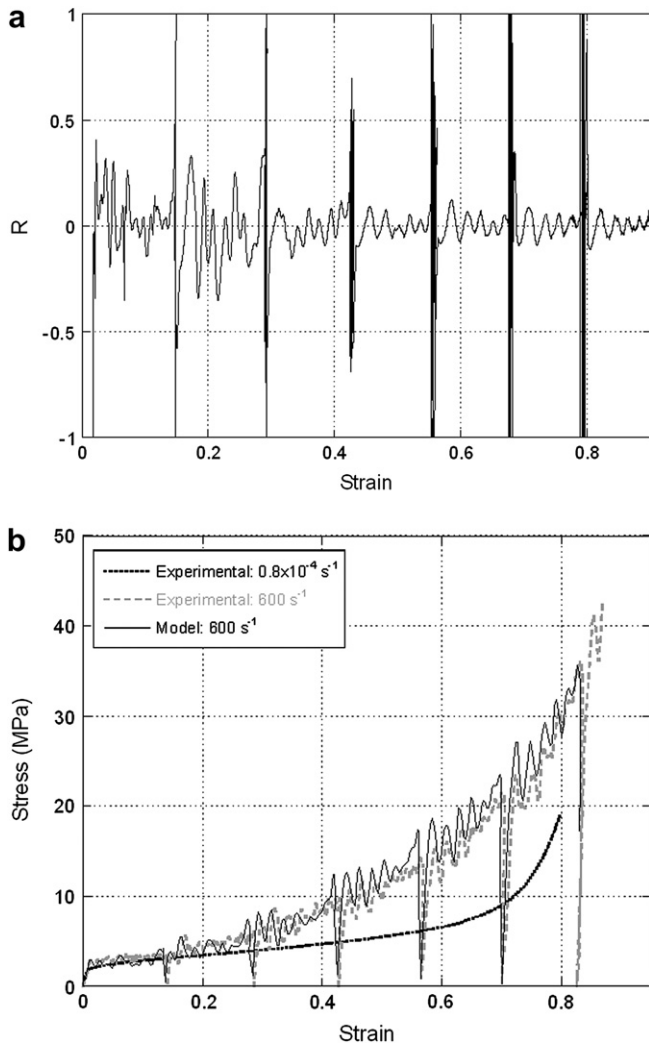 a
1
0.5
R
0
-0.5
-1
0 0.2 0.4 0.6 0.8
Strain
b
50
Experimental: 0.8x10⁻⁴ s⁻¹
Experimental: 600 s⁻¹
Model: 600 s⁻¹
40
30
Stress (MPa)
20
10
0
0 0.2 0.4 0.6 0.8
Strain